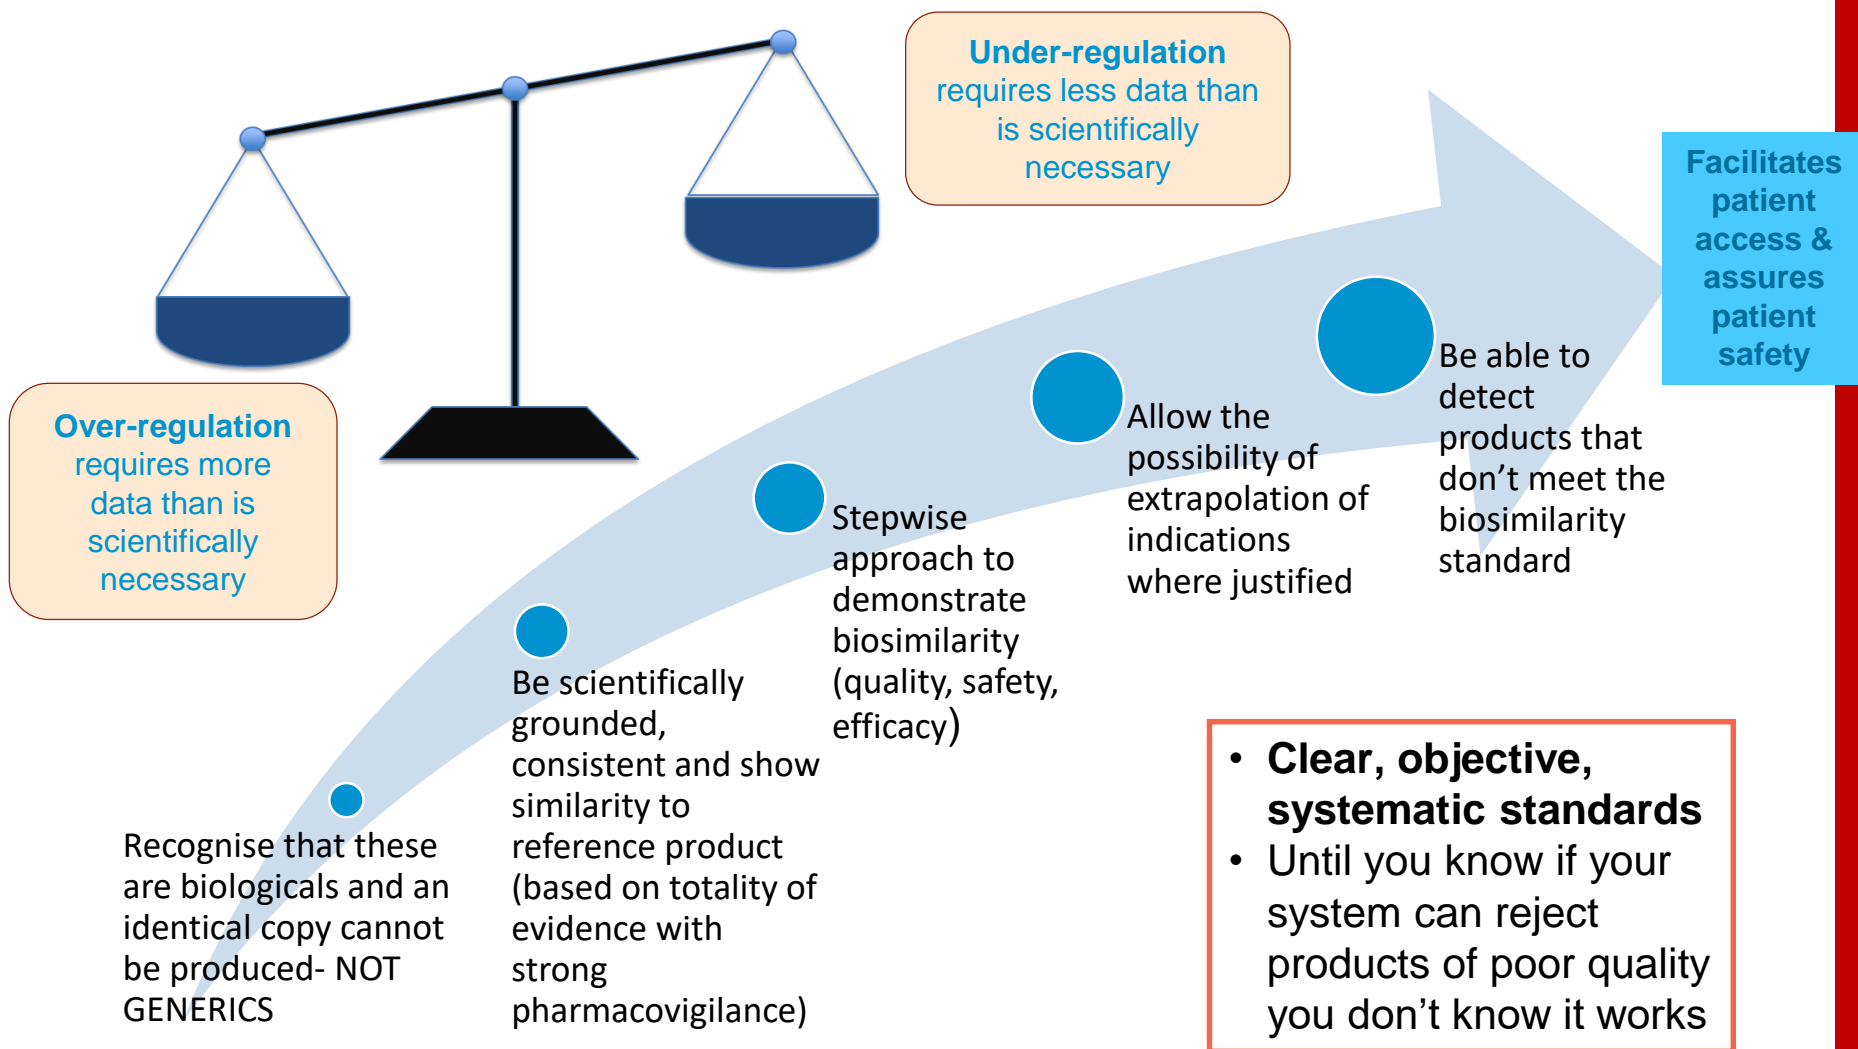 Under-regulation
requires less data than
is scientifically
necessary
Facilitates
patient
access &
assures
patient
safety
Over-regulation
requires more
data than is
scientifically
necessary
Recognise that these
are biologicals and an
identical copy cannot
be produced- NOT
GENERICS
Be scientifically
grounded,
consistent and show
similarity to
reference product
(based on totality of
evidence with
strong
pharmacovigilance)
Stepwise
approach to
demonstrate
biosimilarity
(quality, safety,
efficacy)
Allow the
possibility of
extrapolation of
indications
where justified
Be able to
detect
products that
don’t meet the
biosimilarity
standard
• Clear, objective,
systematic standards
• Until you know if your
system can reject
products of poor quality
you don’t know it works